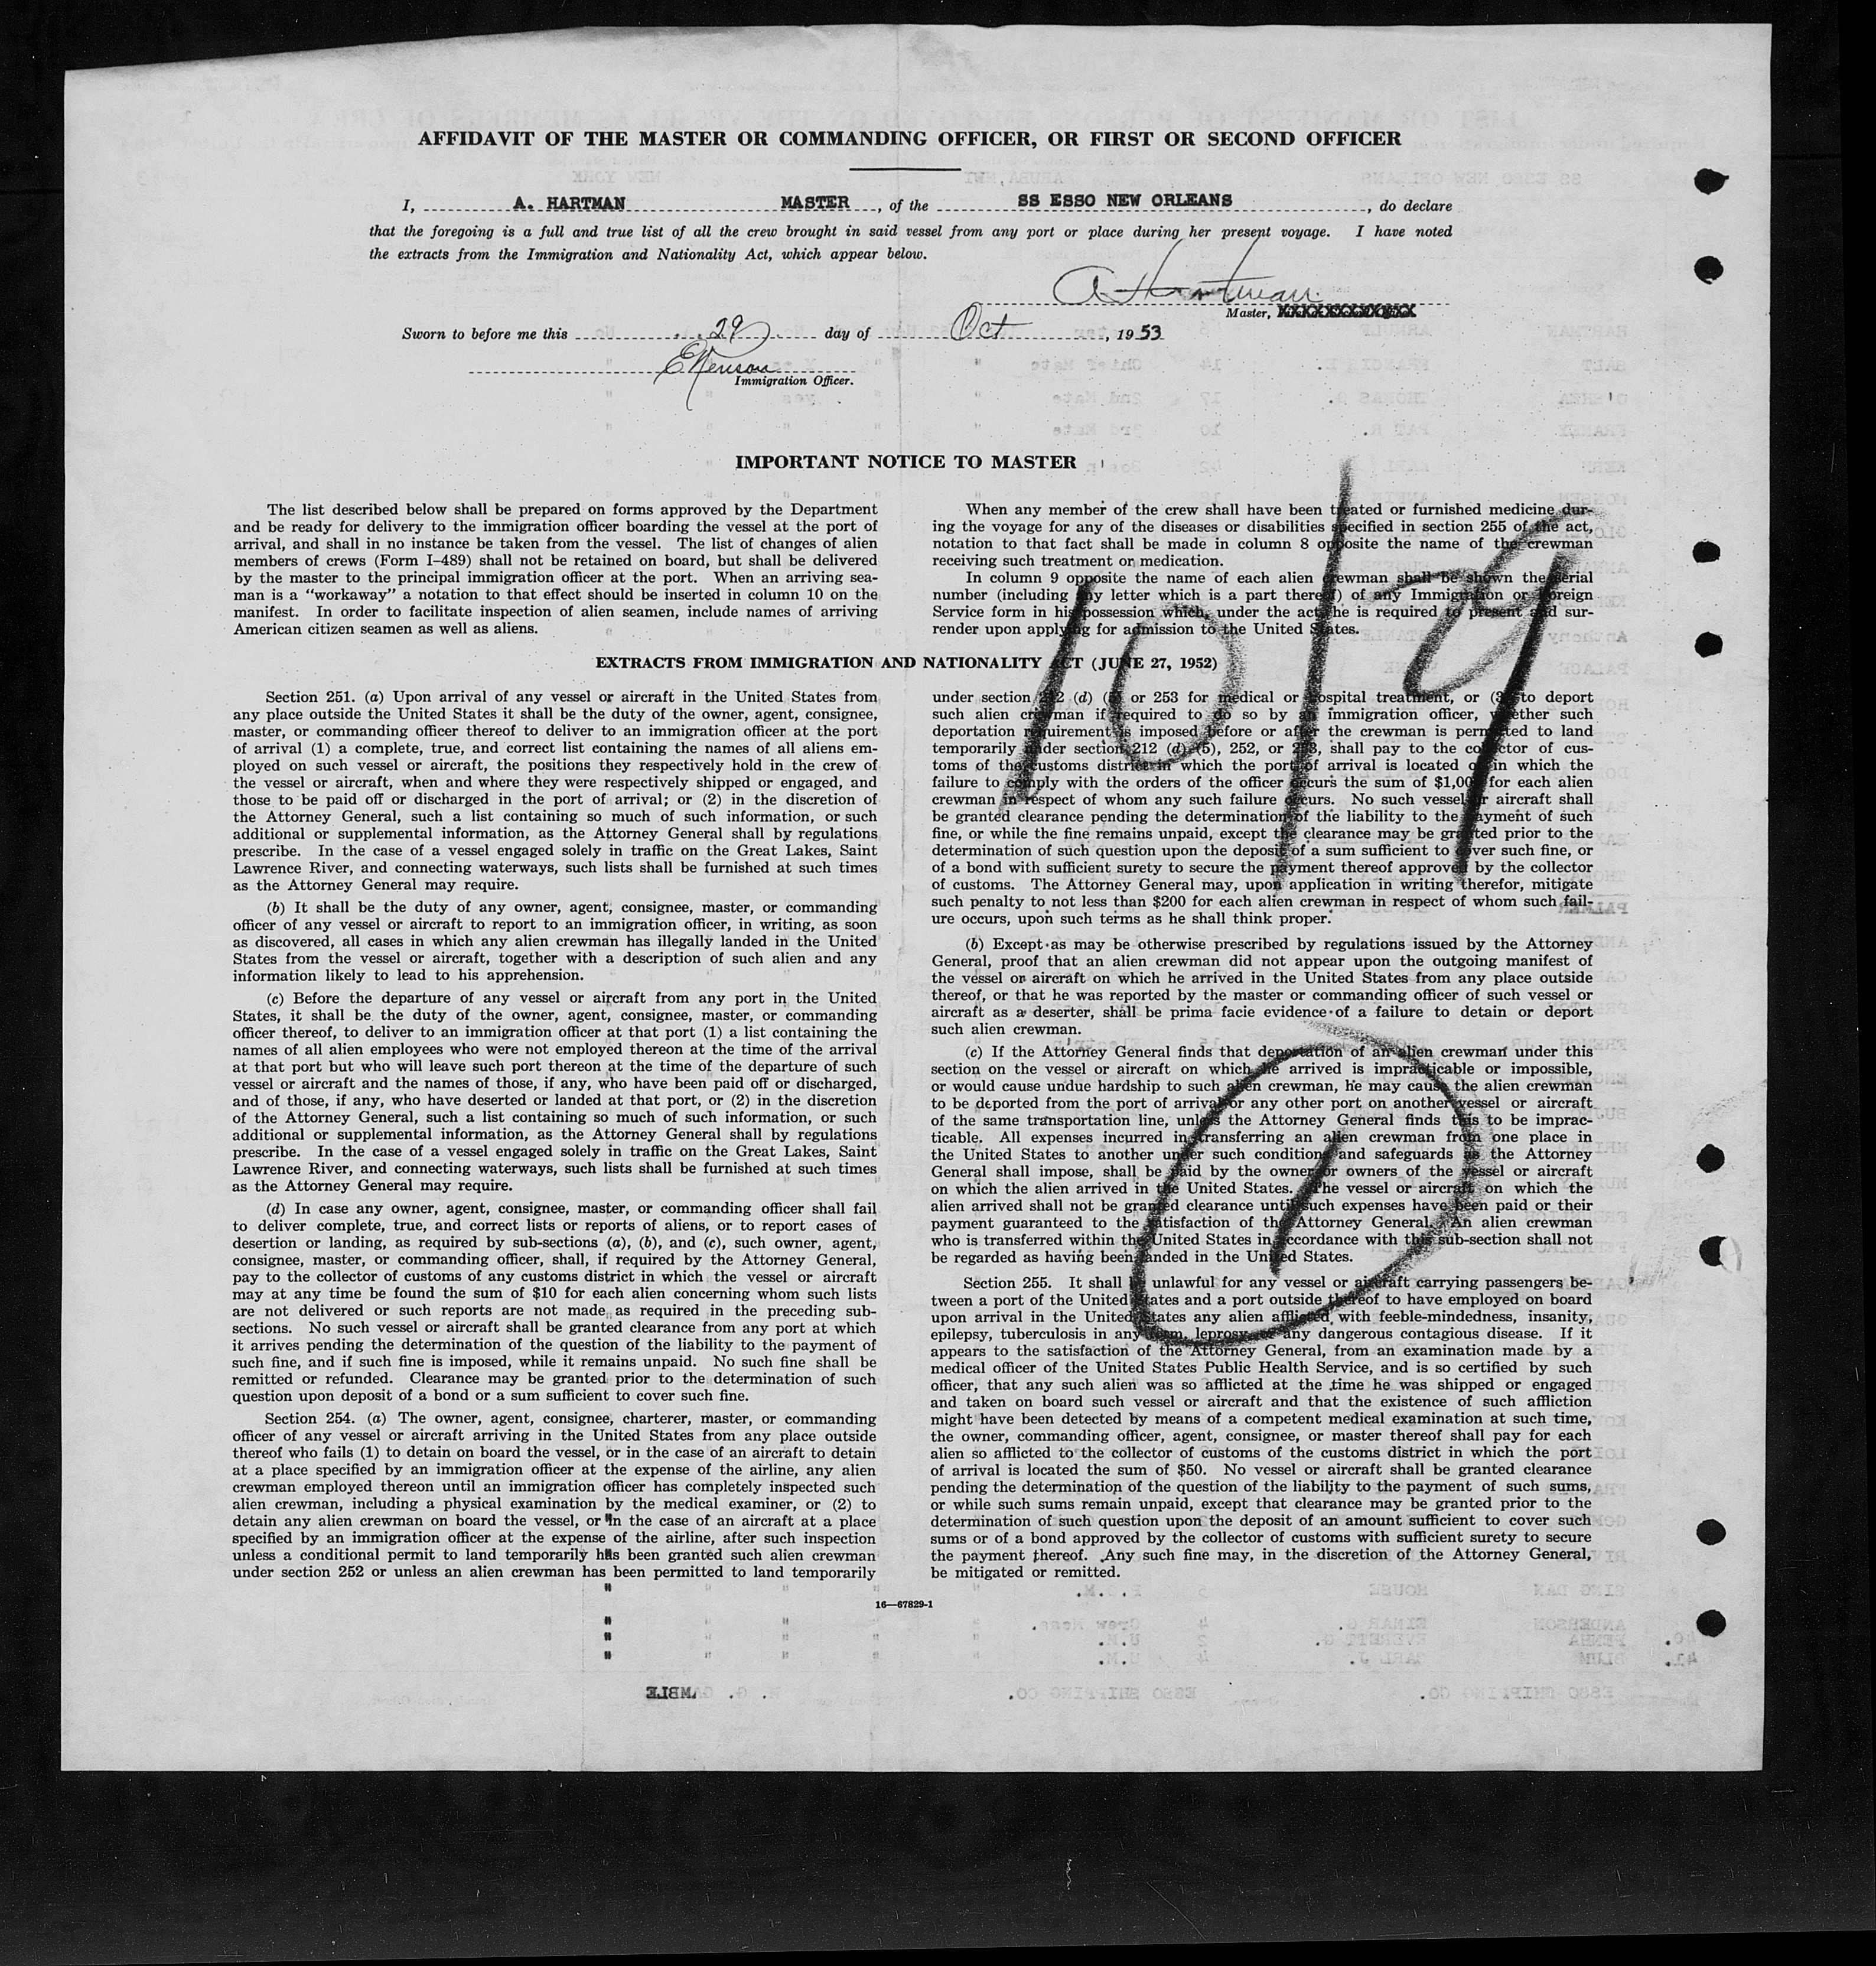 AFFIDAVIT OF THE MASTER OR COMMANDING OFFICER, OR FIRST OR SECOND OFFICER
I, A. HARTMAN MASTER, of the SS ESSO NEW ORLEANS, do declare
that the foregoing is a full and true list of all the crew brought in said vessel from any port or place during her present voyage. I have noted
the extracts from the Immigration and Nationality Act, which appear below.
A Hartman
Master, XXXXXXXXXXXXX
Sworn to before me this 29 day of Oct, 1953
Immigration Officer.
IMPORTANT NOTICE TO MASTER
The list described below shall be prepared on forms approved by the Department
and be ready for delivery to the immigration officer boarding the vessel at the port of
arrival, and shall in no instance be taken from the vessel. The list of changes of alien
members of crews (Form I–489) shall not be retained on board, but shall be delivered
by the master to the principal immigration officer at the port. When an arriving sea-
man is a "workaway" a notation to that effect should be inserted in column 10 on the
manifest. In order to facilitate inspection of alien seamen, include names of arriving
American citizen seamen as well as aliens.
When any member of the crew shall have been treated or furnished medicine dur-
ing the voyage for any of the diseases or disabilities specified in section 255 of the act,
notation to that fact shall be made in column 8 opposite the name of the crewman
receiving such treatment or medication.
In column 9 opposite the name of each alien crewman shall be shown the serial
number (including any letter which is a part thereof) of any Immigration or Foreign
Service form in his possession which, under the act, he is required to present and sur-
render upon applying for admission to the United States.
10/29
EXTRACTS FROM IMMIGRATION AND NATIONALITY ACT (JUNE 27, 1952)
Section 251. (a) Upon arrival of any vessel or aircraft in the United States from
any place outside the United States it shall be the duty of the owner, agent, consignee,
master, or commanding officer thereof to deliver to an immigration officer at the port
of arrival (1) a complete, true, and correct list containing the names of all aliens em-
ployed on such vessel or aircraft, the positions they respectively hold in the crew of
the vessel or aircraft, when and where they were respectively shipped or engaged, and
those to be paid off or discharged in the port of arrival; or (2) in the discretion of
the Attorney General, such a list containing so much of such information, or such
additional or supplemental information, as the Attorney General shall by regulations
prescribe. In the case of a vessel engaged solely in traffic on the Great Lakes, Saint
Lawrence River, and connecting waterways, such lists shall be furnished at such times
as the Attorney General may require.
(b) It shall be the duty of any owner, agent, consignee, master, or commanding
officer of any vessel or aircraft to report to an immigration officer, in writing, as soon
as discovered, all cases in which any alien crewman has illegally landed in the United
States from the vessel or aircraft, together with a description of such alien and any
information likely to lead to his apprehension.
(c) Before the departure of any vessel or aircraft from any port in the United
States, it shall be the duty of the owner, agent, consignee, master, or commanding
officer thereof, to deliver to an immigration officer at that port (1) a list containing the
names of all alien employees who were not employed thereon at the time of the arrival
at that port but who will leave such port thereon at the time of the departure of such
vessel or aircraft and the names of those, if any, who have been paid off or discharged,
and of those, if any, who have deserted or landed at that port, or (2) in the discretion
of the Attorney General, such a list containing so much of such information, or such
additional or supplemental information, as the Attorney General shall by regulations
prescribe. In the case of a vessel engaged solely in traffic on the Great Lakes, Saint
Lawrence River, and connecting waterways, such lists shall be furnished at such times
as the Attorney General may require.
(d) In case any owner, agent, consignee, master, or commanding officer shall fail
to deliver complete, true, and correct lists or reports of aliens, or to report cases of
desertion or landing, as required by sub-sections (a), (b), and (c), such owner, agent,
consignee, master, or commanding officer, shall, if required by the Attorney General,
pay to the collector of customs of any customs district in which the vessel or aircraft
may at any time be found the sum of $10 for each alien concerning whom such lists
are not delivered or such reports are not made as required in the preceding sub-
sections. No such vessel or aircraft shall be granted clearance from any port at which
it arrives pending the determination of the question of the liability to the payment of
such fine, and if such fine is imposed, while it remains unpaid. No such fine shall be
remitted or refunded. Clearance may be granted prior to the determination of such
question upon deposit of a bond or a sum sufficient to cover such fine.
Section 254. (a) The owner, agent, consignee, charterer, master, or commanding
officer of any vessel or aircraft arriving in the United States from any place outside
thereof who fails (1) to detain on board the vessel, or in the case of an aircraft to detain
at a place specified by an immigration officer at the expense of the airline, any alien
crewman employed thereon until an immigration officer has completely inspected such
alien crewman, including a physical examination by the medical examiner, or (2) to
detain any alien crewman on board the vessel, or in the case of an aircraft at a place
specified by an immigration officer at the expense of the airline, after such inspection
unless a conditional permit to land temporarily has been granted such alien crewman
under section 252 or unless an alien crewman has been permitted to land temporarily
under section 212 (d) (5) or 253 for medical or hospital treatment, or (3) to deport
such alien crewman if required to do so by an immigration officer, whether such
deportation requirement is imposed before or after the crewman is permitted to land
temporarily under section 212 (d) (5), 252, or 253, shall pay to the collector of cus-
toms of the customs district in which the port of arrival is located or in which the
failure to comply with the orders of the officer occurs the sum of $1,000 for each alien
crewman in respect of whom any such failure occurs. No such vessel or aircraft shall
be granted clearance pending the determination of the liability to the payment of such
fine, or while the fine remains unpaid, except the clearance may be granted prior to the
determination of such question upon the deposit of a sum sufficient to cover such fine, or
of a bond with sufficient surety to secure the payment thereof approved by the collector
of customs. The Attorney General may, upon application in writing therefor, mitigate
such penalty to not less than $200 for each alien crewman in respect of whom such fail-
ure occurs, upon such terms as he shall think proper.
(b) Except as may be otherwise prescribed by regulations issued by the Attorney
General, proof that an alien crewman did not appear upon the outgoing manifest of
the vessel or aircraft on which he arrived in the United States from any place outside
thereof, or that he was reported by the master or commanding officer of such vessel or
aircraft as a deserter, shall be prima facie evidence of a failure to detain or deport
such alien crewman.
(c) If the Attorney General finds that deportation of an alien crewman under this
section on the vessel or aircraft on which he arrived is impracticable or impossible,
or would cause undue hardship to such alien crewman, he may cause the alien crewman
to be deported from the port of arrival or any other port on another vessel or aircraft
of the same transportation line, unless the Attorney General finds this to be imprac-
ticable. All expenses incurred in transferring an alien crewman from one place in
the United States to another under such condition and safeguards as the Attorney
General shall impose, shall be paid by the owner or owners of the vessel or aircraft
on which the alien arrived in the United States. The vessel or aircraft on which the
alien arrived shall not be granted clearance until such expenses have been paid or their
payment guaranteed to the satisfaction of the Attorney General. An alien crewman
who is transferred within the United States in accordance with this sub-section shall not
be regarded as having been landed in the United States.
1
Section 255. It shall be unlawful for any vessel or aircraft carrying passengers be-
tween a port of the United States and a port outside thereof to have employed on board
upon arrival in the United States any alien afflicted with feeble-mindedness, insanity,
epilepsy, tuberculosis in any form, leprosy, or any dangerous contagious disease. If it
appears to the satisfaction of the Attorney General, from an examination made by a
medical officer of the United States Public Health Service, and is so certified by such
officer, that any such alien was so afflicted at the time he was shipped or engaged
and taken on board such vessel or aircraft and that the existence of such affliction
might have been detected by means of a competent medical examination at such time,
the owner, commanding officer, agent, consignee, or master thereof shall pay for each
alien so afflicted to the collector of customs of the customs district in which the port
of arrival is located the sum of $50. No vessel or aircraft shall be granted clearance
pending the determination of the question of the liability to the payment of such sums,
or while such sums remain unpaid, except that clearance may be granted prior to the
determination of such question upon the deposit of an amount sufficient to cover such
sums or of a bond approved by the collector of customs with sufficient surety to secure
the payment thereof. Any such fine may, in the discretion of the Attorney General,
be mitigated or remitted.
16—67829-1